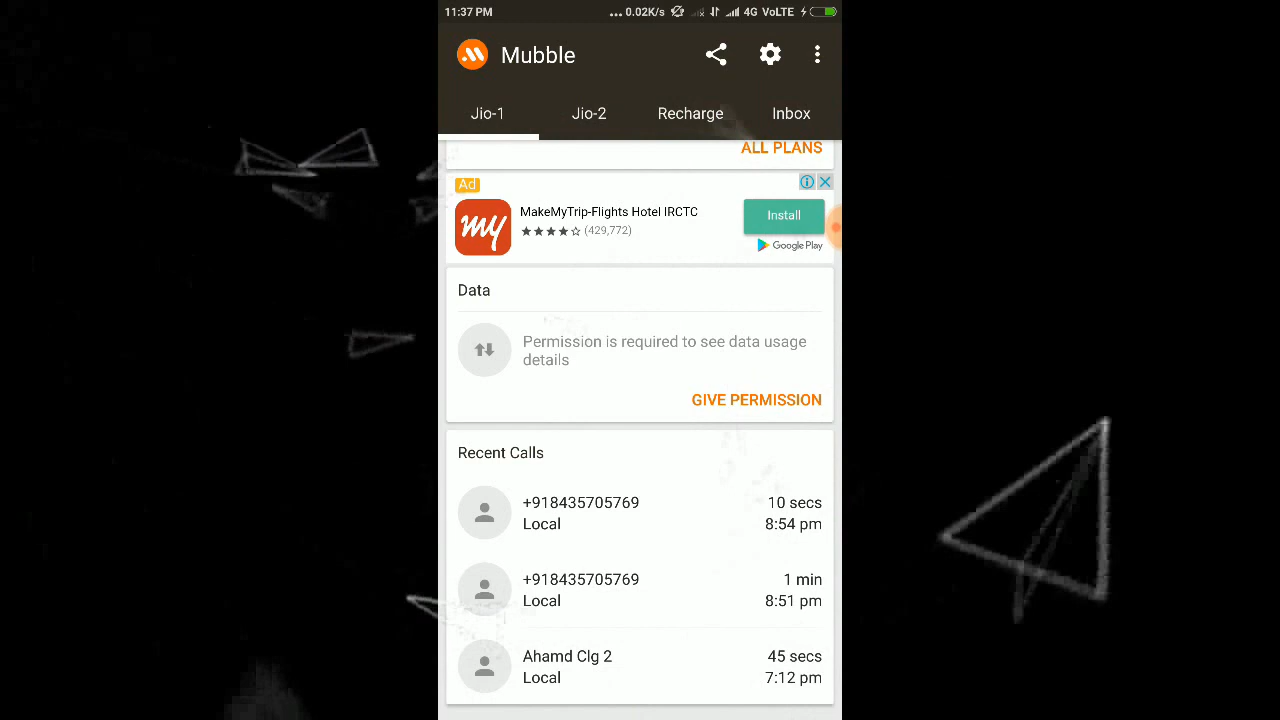 11:37 PM ... 0.02K/s 4G VoLTE
Mubble
Jio-1 Jio-2 Recharge Inbox
ALL PLANS
Ad
my
MakeMyTrip-Flights Hotel IRCTC
(429,772)
Install
Google Play
Data
Permission is required to see data usage
details
GIVE PERMISSION
Recent Calls
+918435705769 10 secs
Local 8:54 pm
+918435705769 1 min
Local 8:51 pm
Ahamd Clg 2 45 secs
Local 7:12 pm